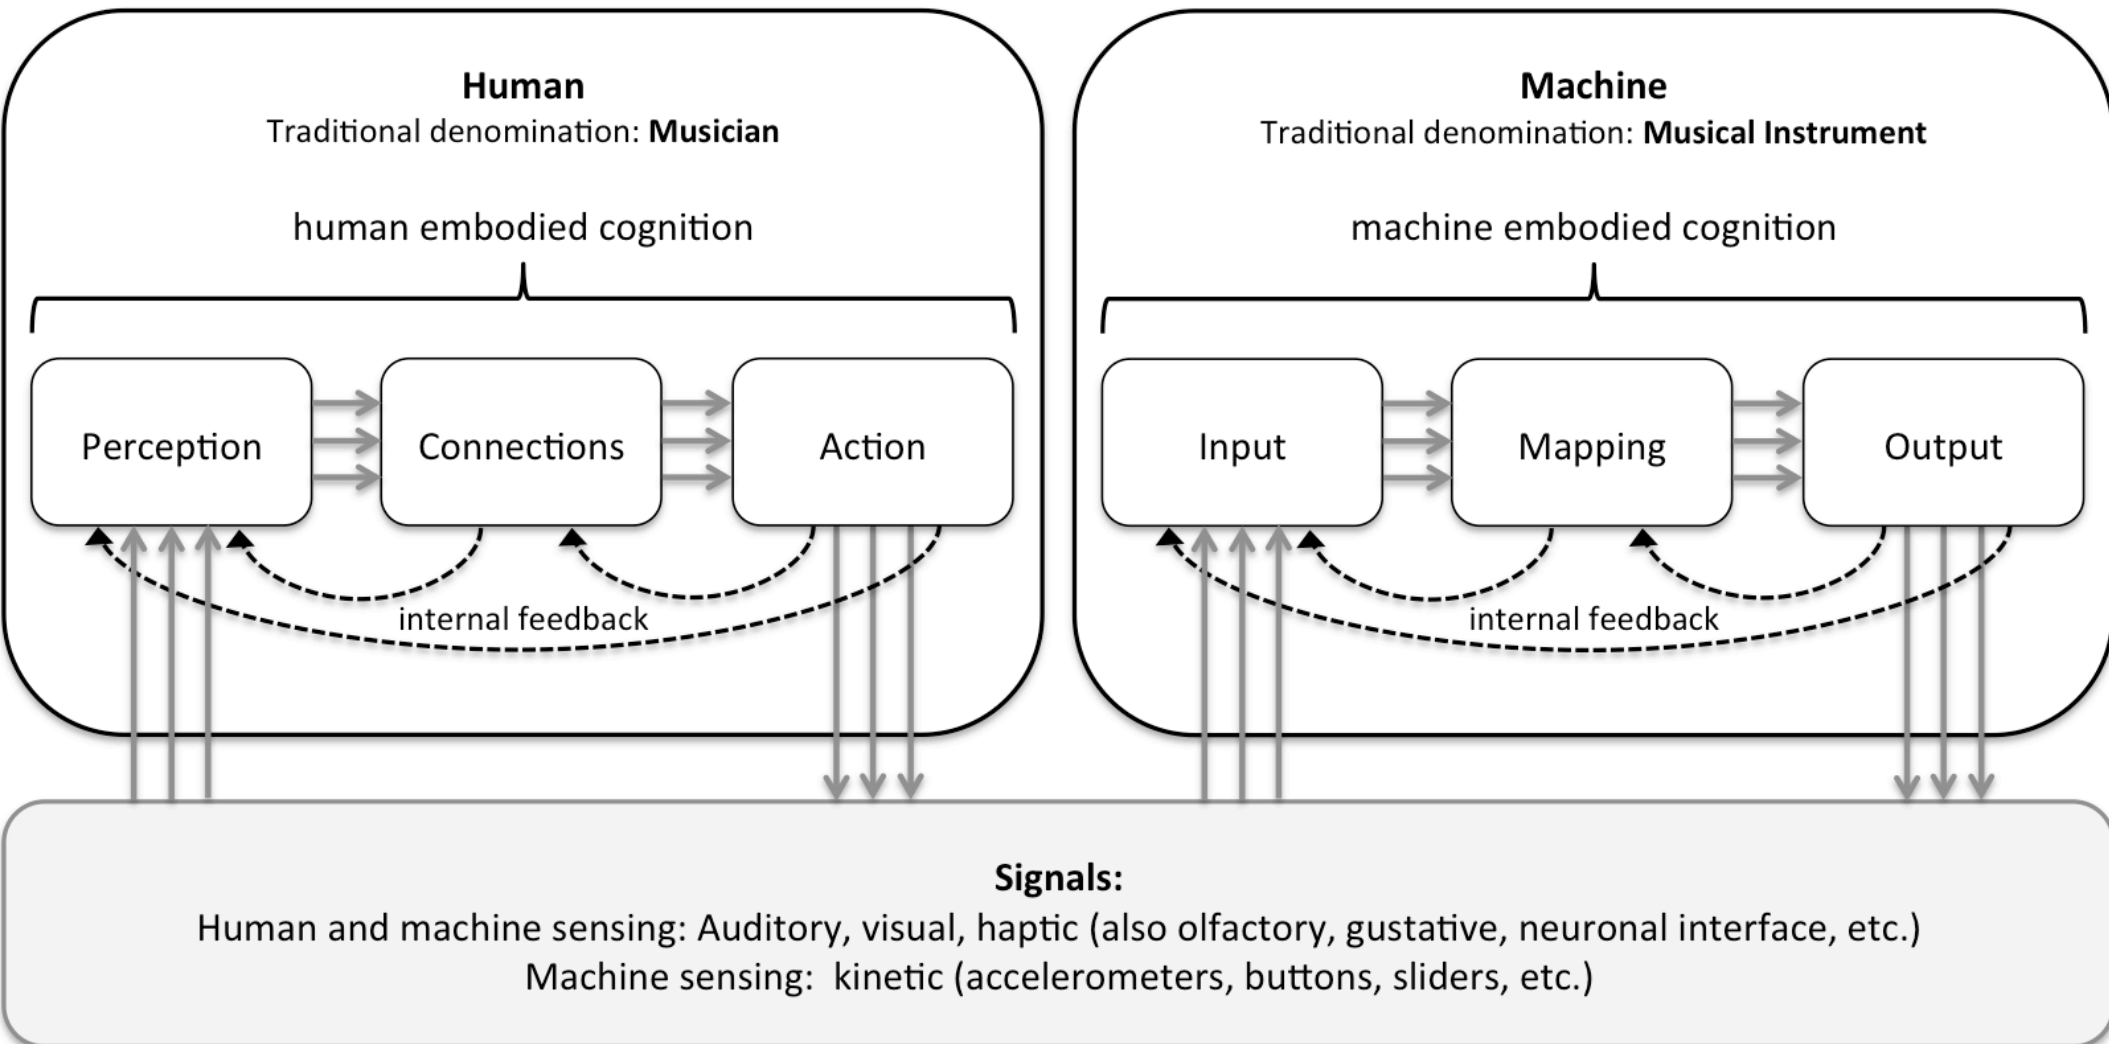 Human
Traditional denomination: Musician
human embodied cognition
Perception
Connections
Action
internal feedback
Machine
Traditional denomination: Musical Instrument
machine embodied cognition
Input
Mapping
Output
internal feedback
Signals:
Human and machine sensing: Auditory, visual, haptic (also olfactory, gustative, neuronal interface, etc.)
Machine sensing: kinetic (accelerometers, buttons, sliders, etc.)